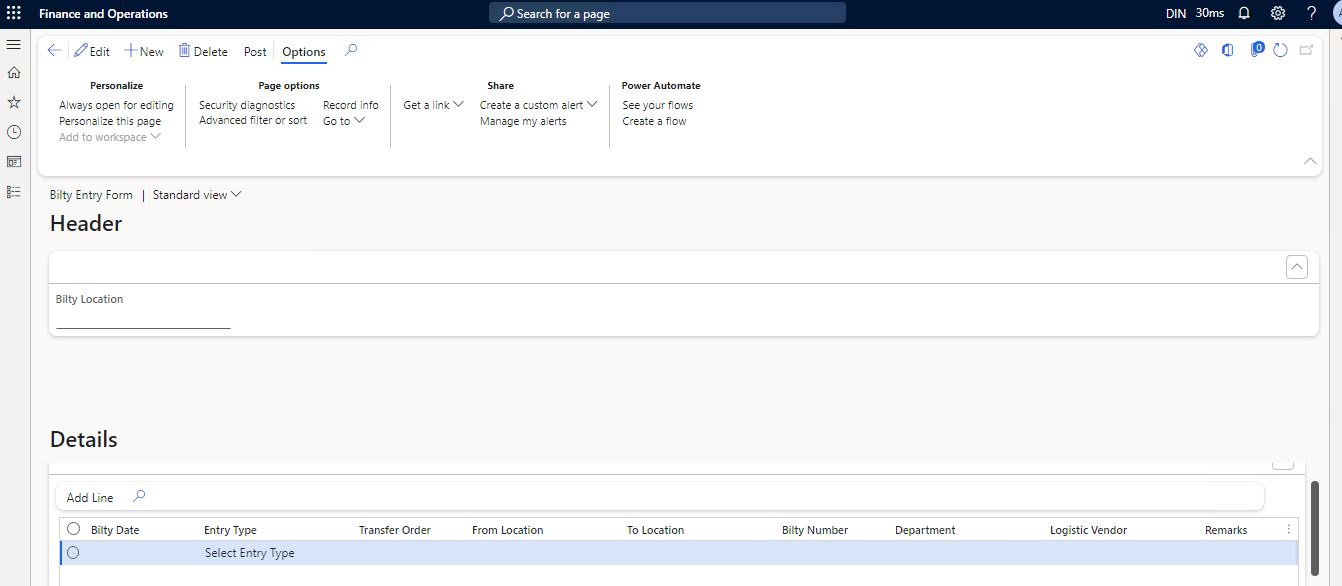 Finance and Operations
Search for a page
DIN 30ms
Edit New Delete Post Options
0
Personalize
Always open for editing
Personalize this page
Add to workspace
Page options
Security diagnostics Record info
Advanced filter or sort Go to
Share
Get a link Create a custom alert
Manage my alerts
Power Automate
See your flows
Create a flow
Bilty Entry Form | Standard view
Header
Bilty Location
Details
Add Line
Bilty Date Entry Type Transfer Order From Location To Location Bilty Number Department Logistic Vendor Remarks
Select Entry Type